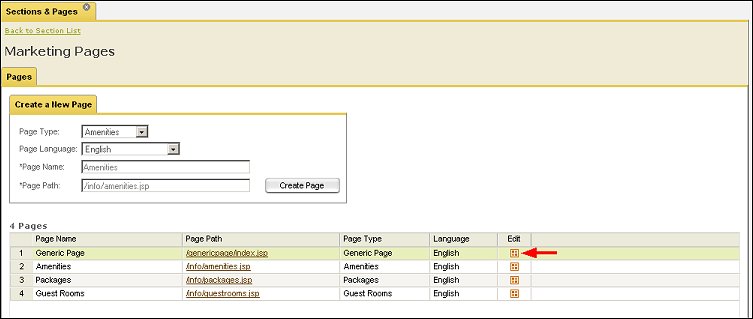 Sections & Pages
Back to Section List
Marketing Pages
Pages
Create a New Page
Page Type: Amenities
Page Language: English
*Page Name: Amenities
*Page Path: /info/amenities.jsp Create Page
4 Pages
Page Name Page Path Page Type Language Edit
1 Generic Page /genericpage/index.jsp Generic Page English
2 Amenities /info/amenities.jsp Amenities English
3 Packages /info/packages.jsp Packages English
4 Guest Rooms /info/guestrooms.jsp Guest Rooms English